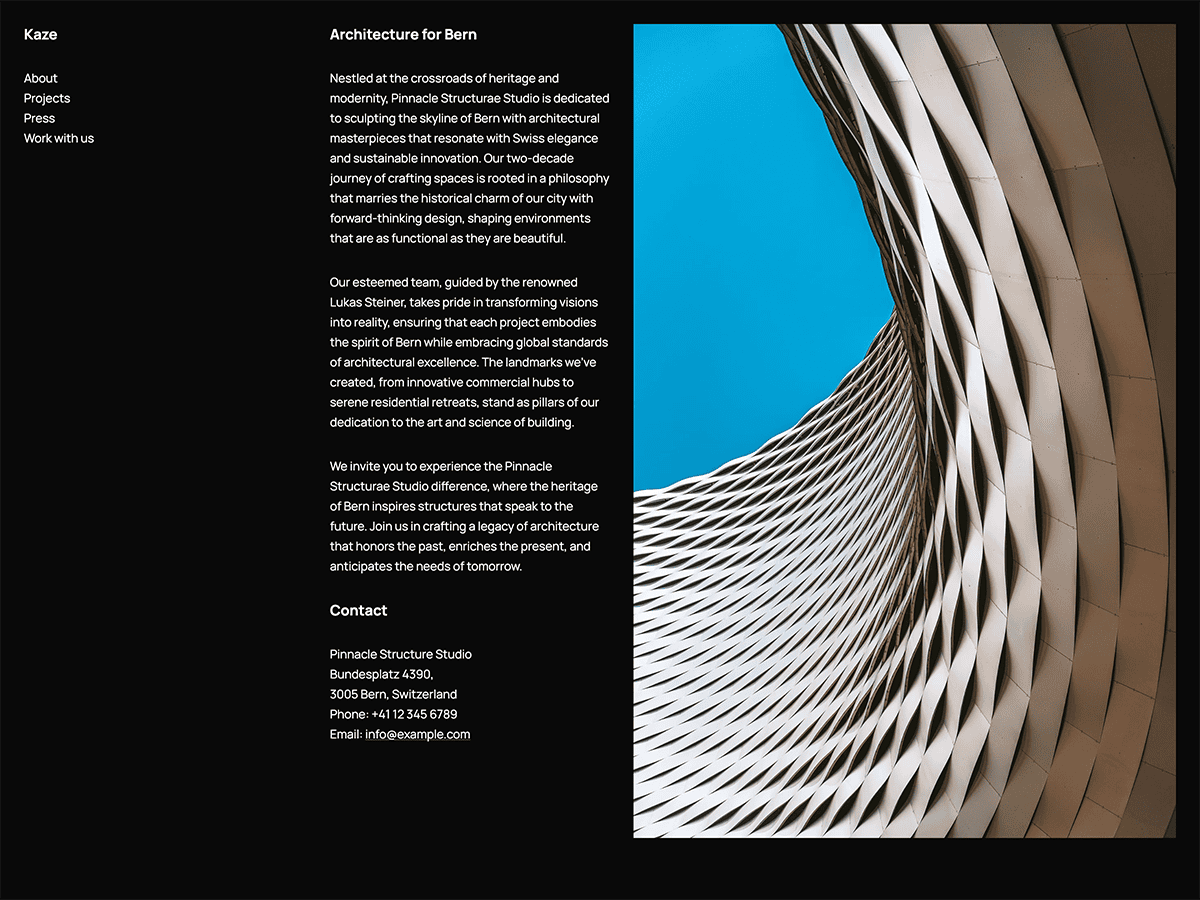 Kaze
About
Projects
Press
Work with us
Architecture for Bern
Nestled at the crossroads of heritage and
modernity, Pinnacle Structurae Studio is dedicated
to sculpting the skyline of Bern with architectural
masterpieces that resonate with Swiss elegance
and sustainable innovation. Our two-decade
journey of crafting spaces is rooted in a philosophy
that marries the historical charm of our city with
forward-thinking design, shaping environments
that are as functional as they are beautiful.
Our esteemed team, guided by the renowned
Lukas Steiner, takes pride in transforming visions
into reality, ensuring that each project embodies
the spirit of Bern while embracing global standards
of architectural excellence. The landmarks we've
created, from innovative commercial hubs to
serene residential retreats, stand as pillars of our
dedication to the art and science of building.
We invite you to experience the Pinnacle
Structurae Studio difference, where the heritage
of Bern inspires structures that speak to the
future. Join us in crafting a legacy of architecture
that honors the past, enriches the present, and
anticipates the needs of tomorrow.
Contact
Pinnacle Structure Studio
Bundesplatz 4390,
3005 Bern, Switzerland
Phone: +41 12 345 6789
Email: info@example.com